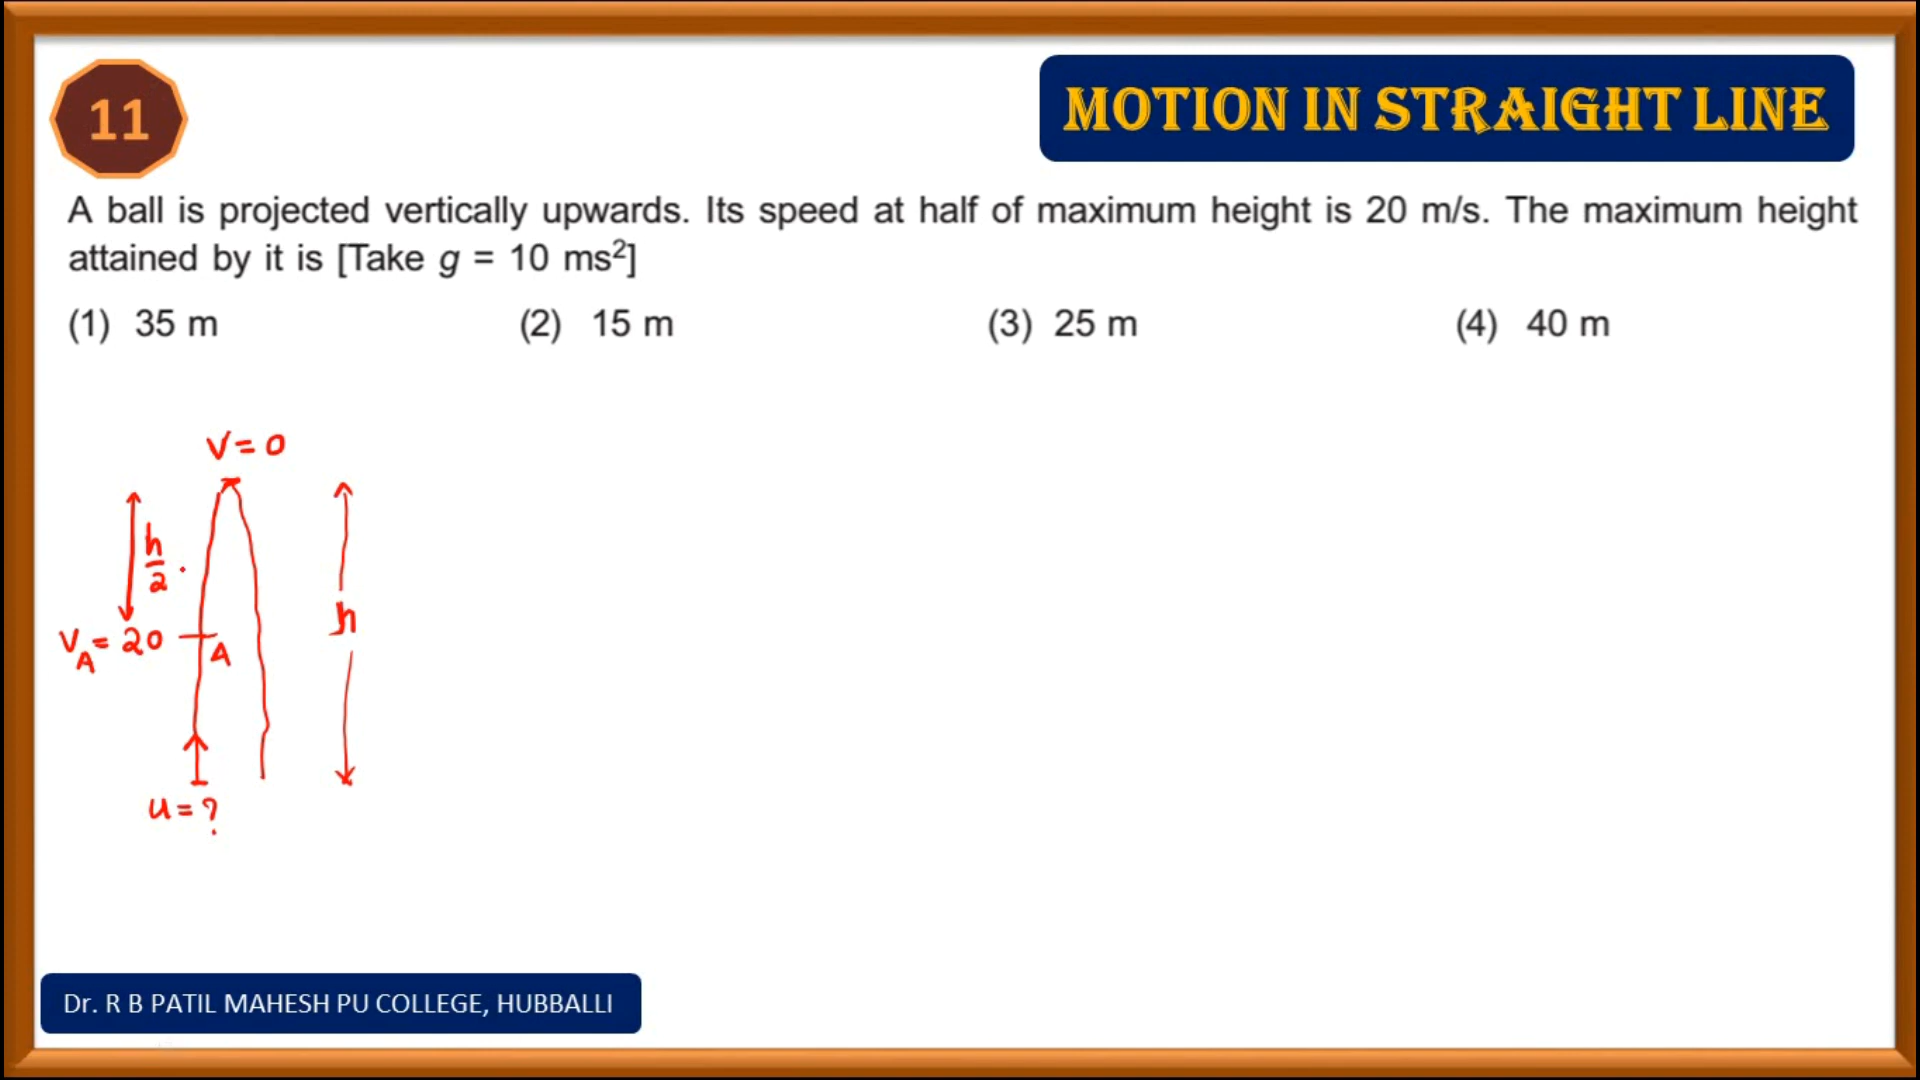 11
MOTION IN STRAIGHT LINE
A ball is projected vertically upwards. Its speed at half of maximum height is 20 m/s. The maximum height
attained by it is [Take g = 10 ms²]
(1) 35 m (2) 15 m (3) 25 m (4) 40 m
V = 0
h/2
h
V_A = 20
A
u = ?
Dr. R B PATIL MAHESH PU COLLEGE, HUBBALLI